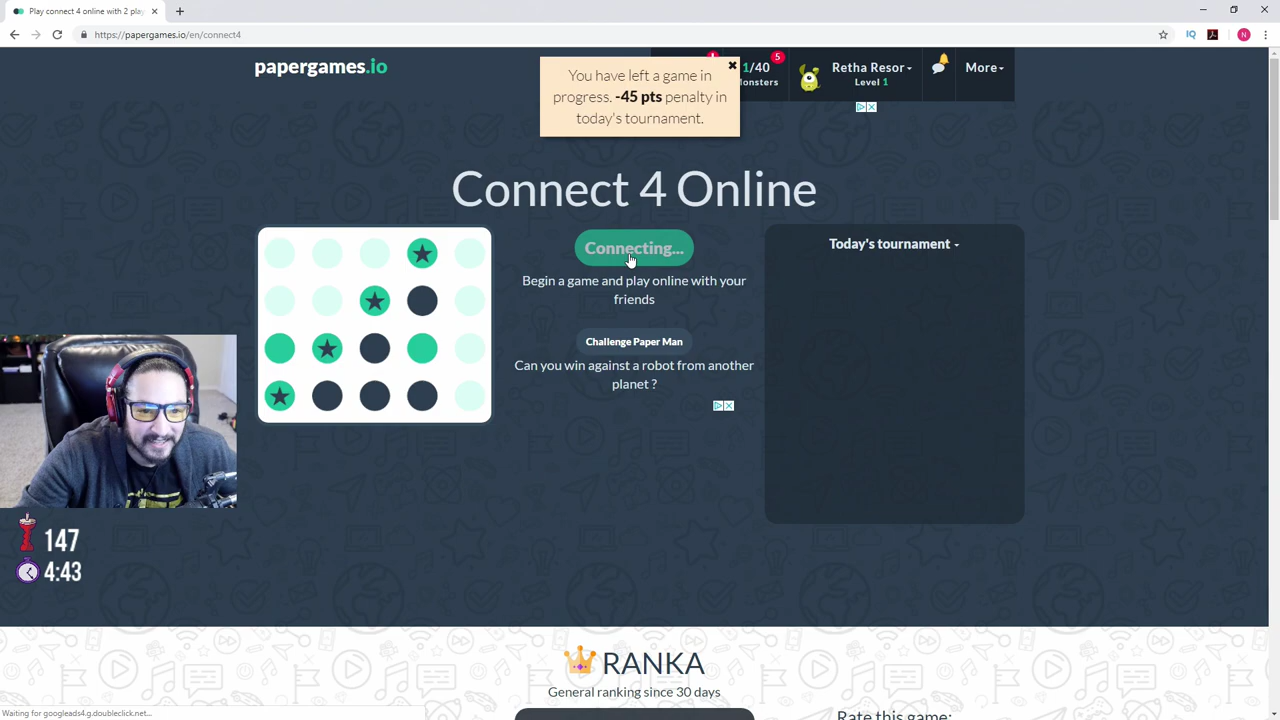 Play connect 4 online with 2 play
https://papergames.io/en/connect4
IQ
N
papergames.io
You have left a game in
progress. -45 pts penalty in
today's tournament.
1/40
5
Retha Resor
Level 1
More
Connect 4 Online
Connecting...
Begin a game and play online with your
friends
Challenge Paper Man
Can you win against a robot from another
planet ?
Today's tournament
147
4:43
RANKA
General ranking since 30 days
Rate this game:
Waiting for googleads4.g.doubleclick.net...